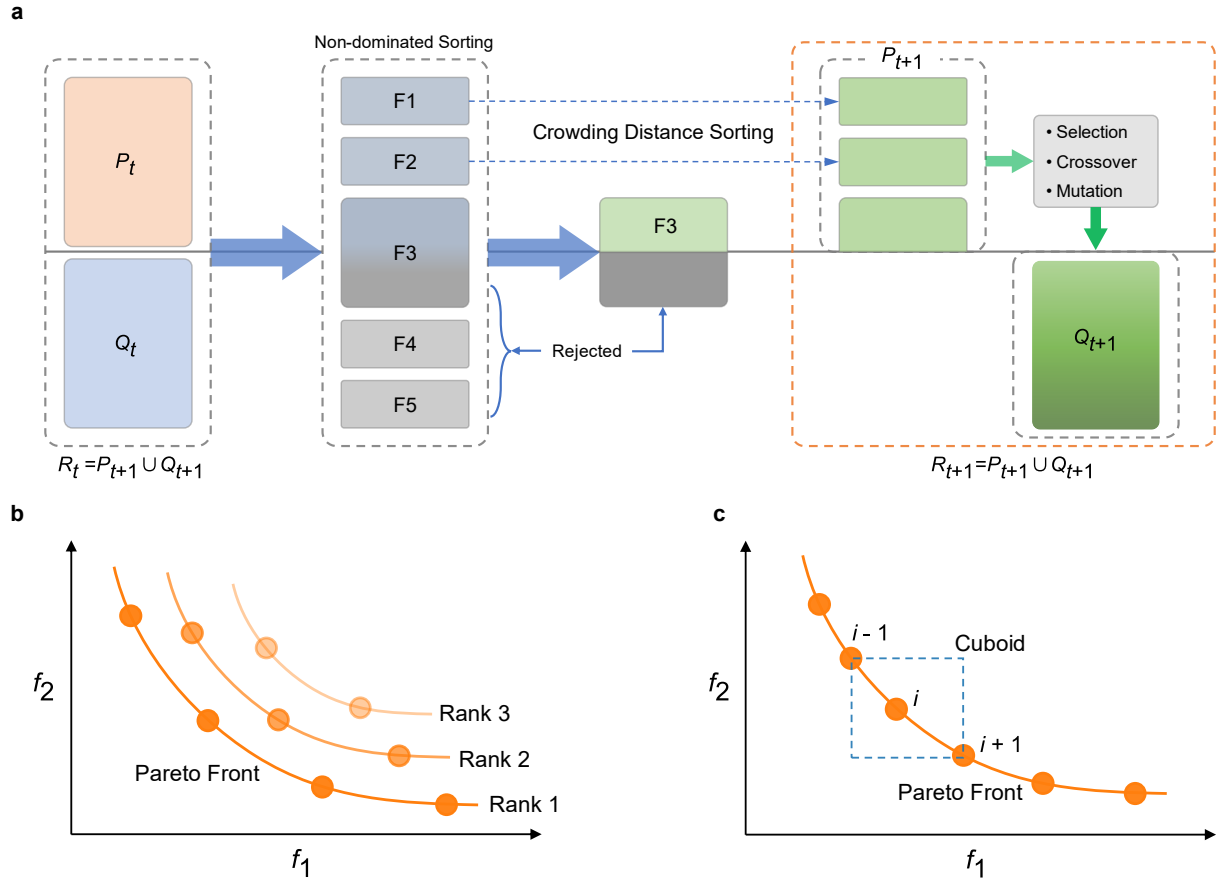 a
Non-dominated Sorting
P_t
Q_t
R_t=P_{t+1} ∪ Q_{t+1}
F1
F2
F3
F4
F5
Crowding Distance Sorting
F3
Rejected
P_{t+1}
• Selection
• Crossover
• Mutation
Q_{t+1}
R_{t+1}=P_{t+1} ∪ Q_{t+1}
b
f_2
Rank 3
Rank 2
Rank 1
Pareto Front
f_1
c
f_2
i - 1
Cuboid
i
i + 1
Pareto Front
f_1